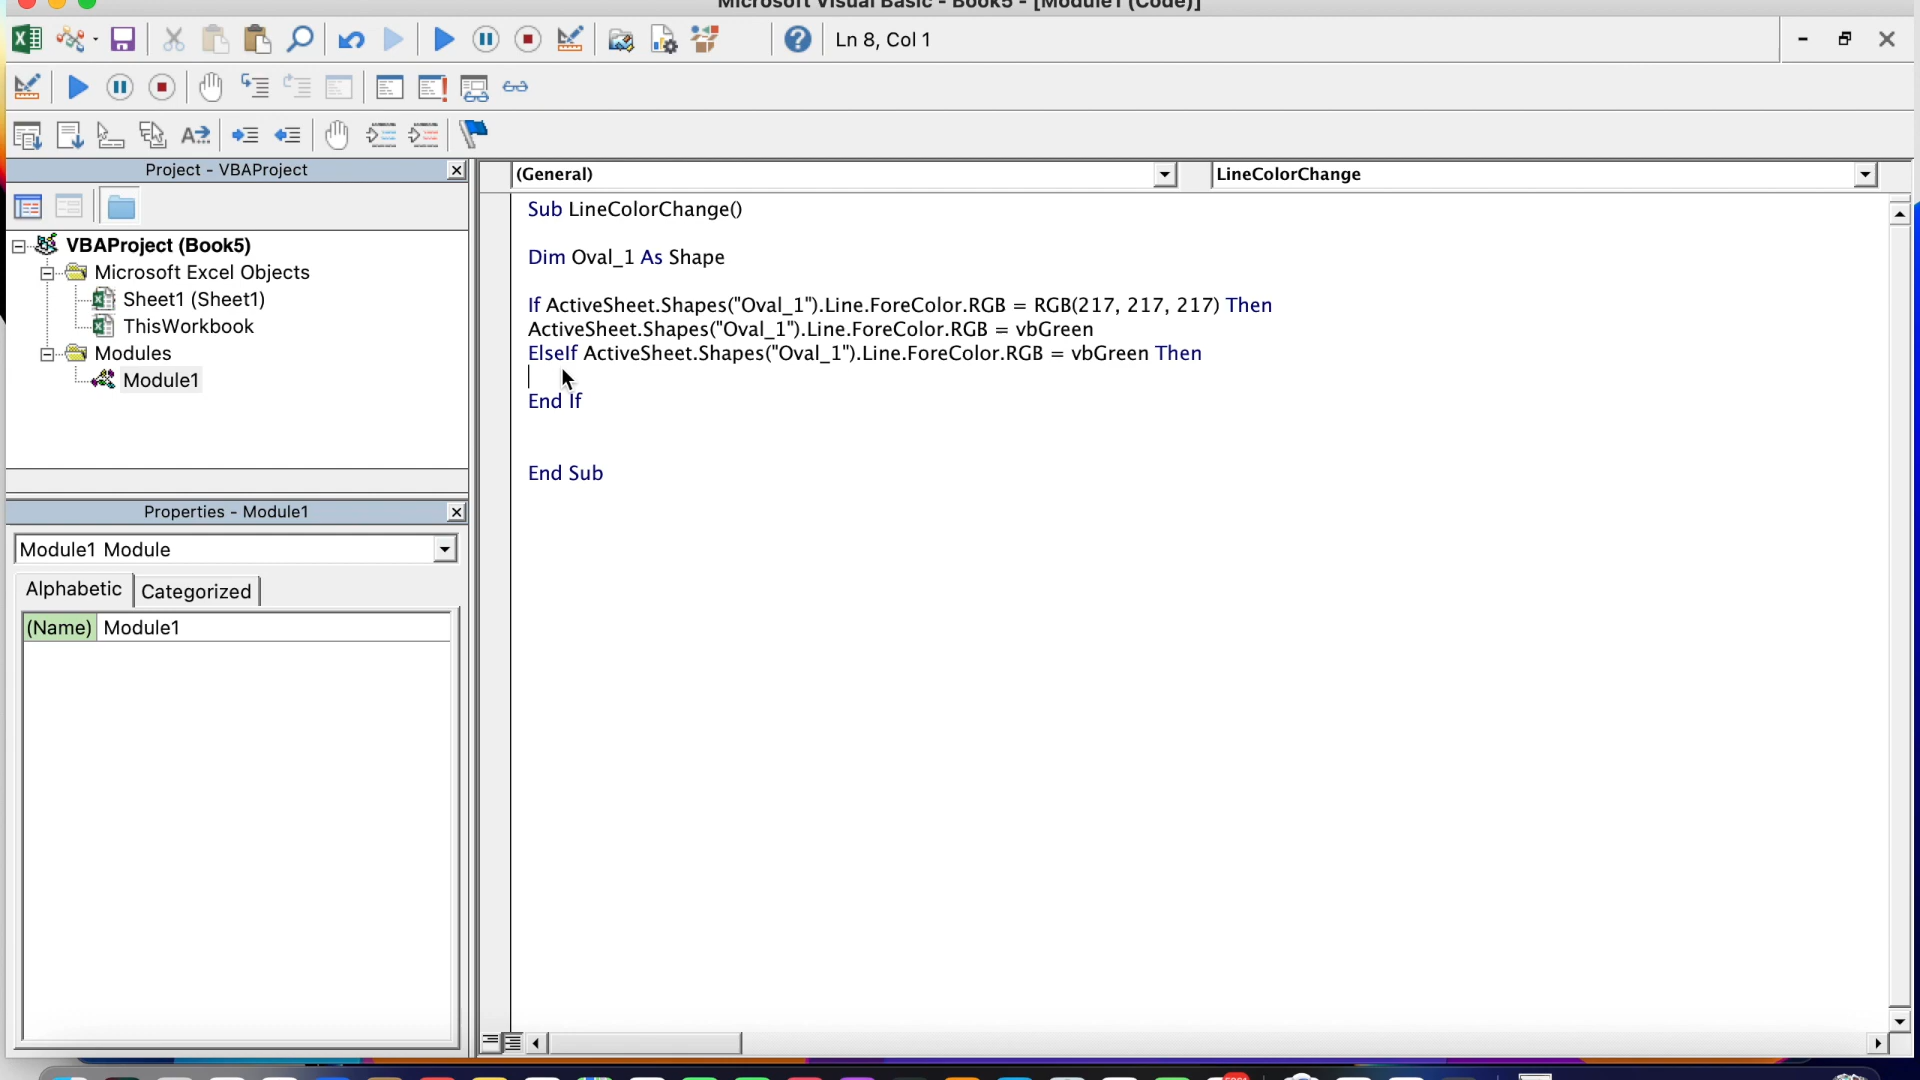 Microsoft Visual Basic - Book5 - [Module1 (Code)]
Ln 8, Col 1
Project - VBAProject
VBAProject (Book5)
Microsoft Excel Objects
Sheet1 (Sheet1)
ThisWorkbook
Modules
Module1
Properties - Module1
Module1 Module
Alphabetic
Categorized
(Name) Module1
(General)
LineColorChange
Sub LineColorChange()
Dim Oval_1 As Shape
If ActiveSheet.Shapes("Oval_1").Line.ForeColor.RGB = RGB(217, 217, 217) Then
ActiveSheet.Shapes("Oval_1").Line.ForeColor.RGB = vbGreen
ElseIf ActiveSheet.Shapes("Oval_1").Line.ForeColor.RGB = vbGreen Then
End If
End Sub